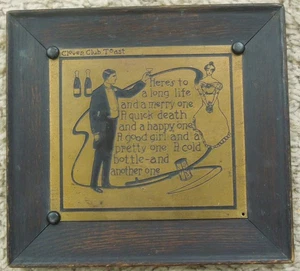 Clover Club Toast
Heres to
a long life
and a merry one
A quick death
and a happy one
A good girl and a
pretty one. A cold
bottle-and
another one